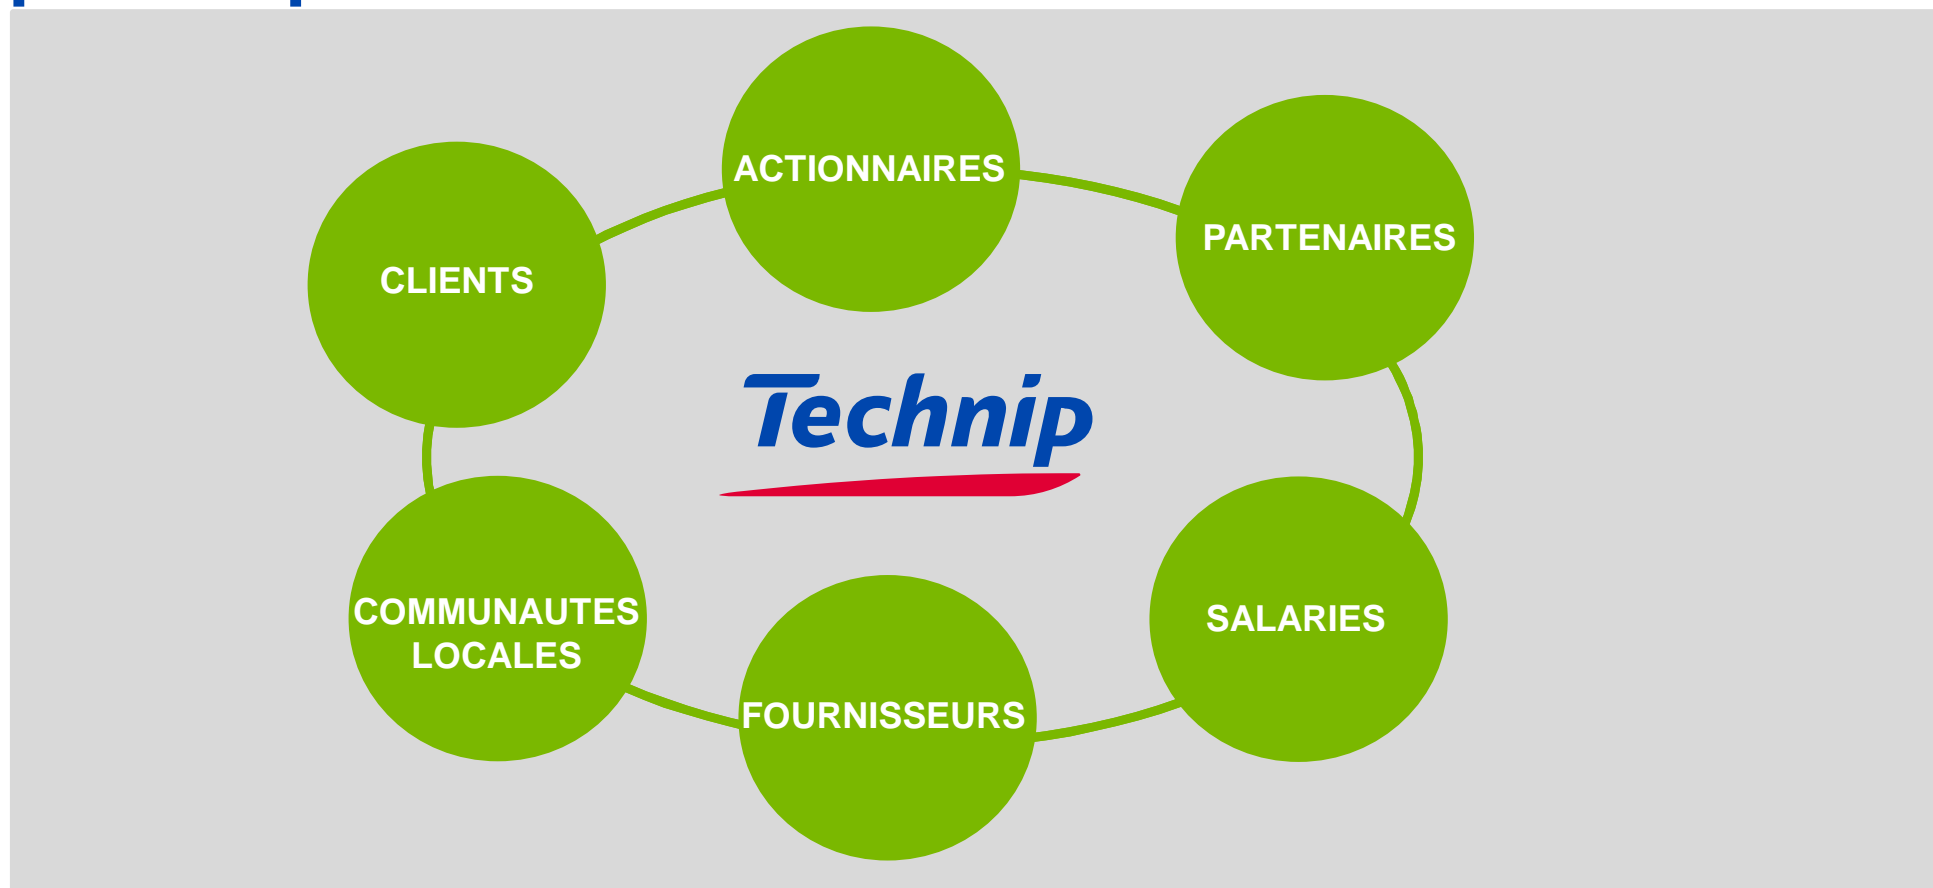 ACTIONNAIRES
PARTENAIRES
CLIENTS
Technip
COMMUNAUTES
LOCALES
SALARIES
FOURNISSEURS